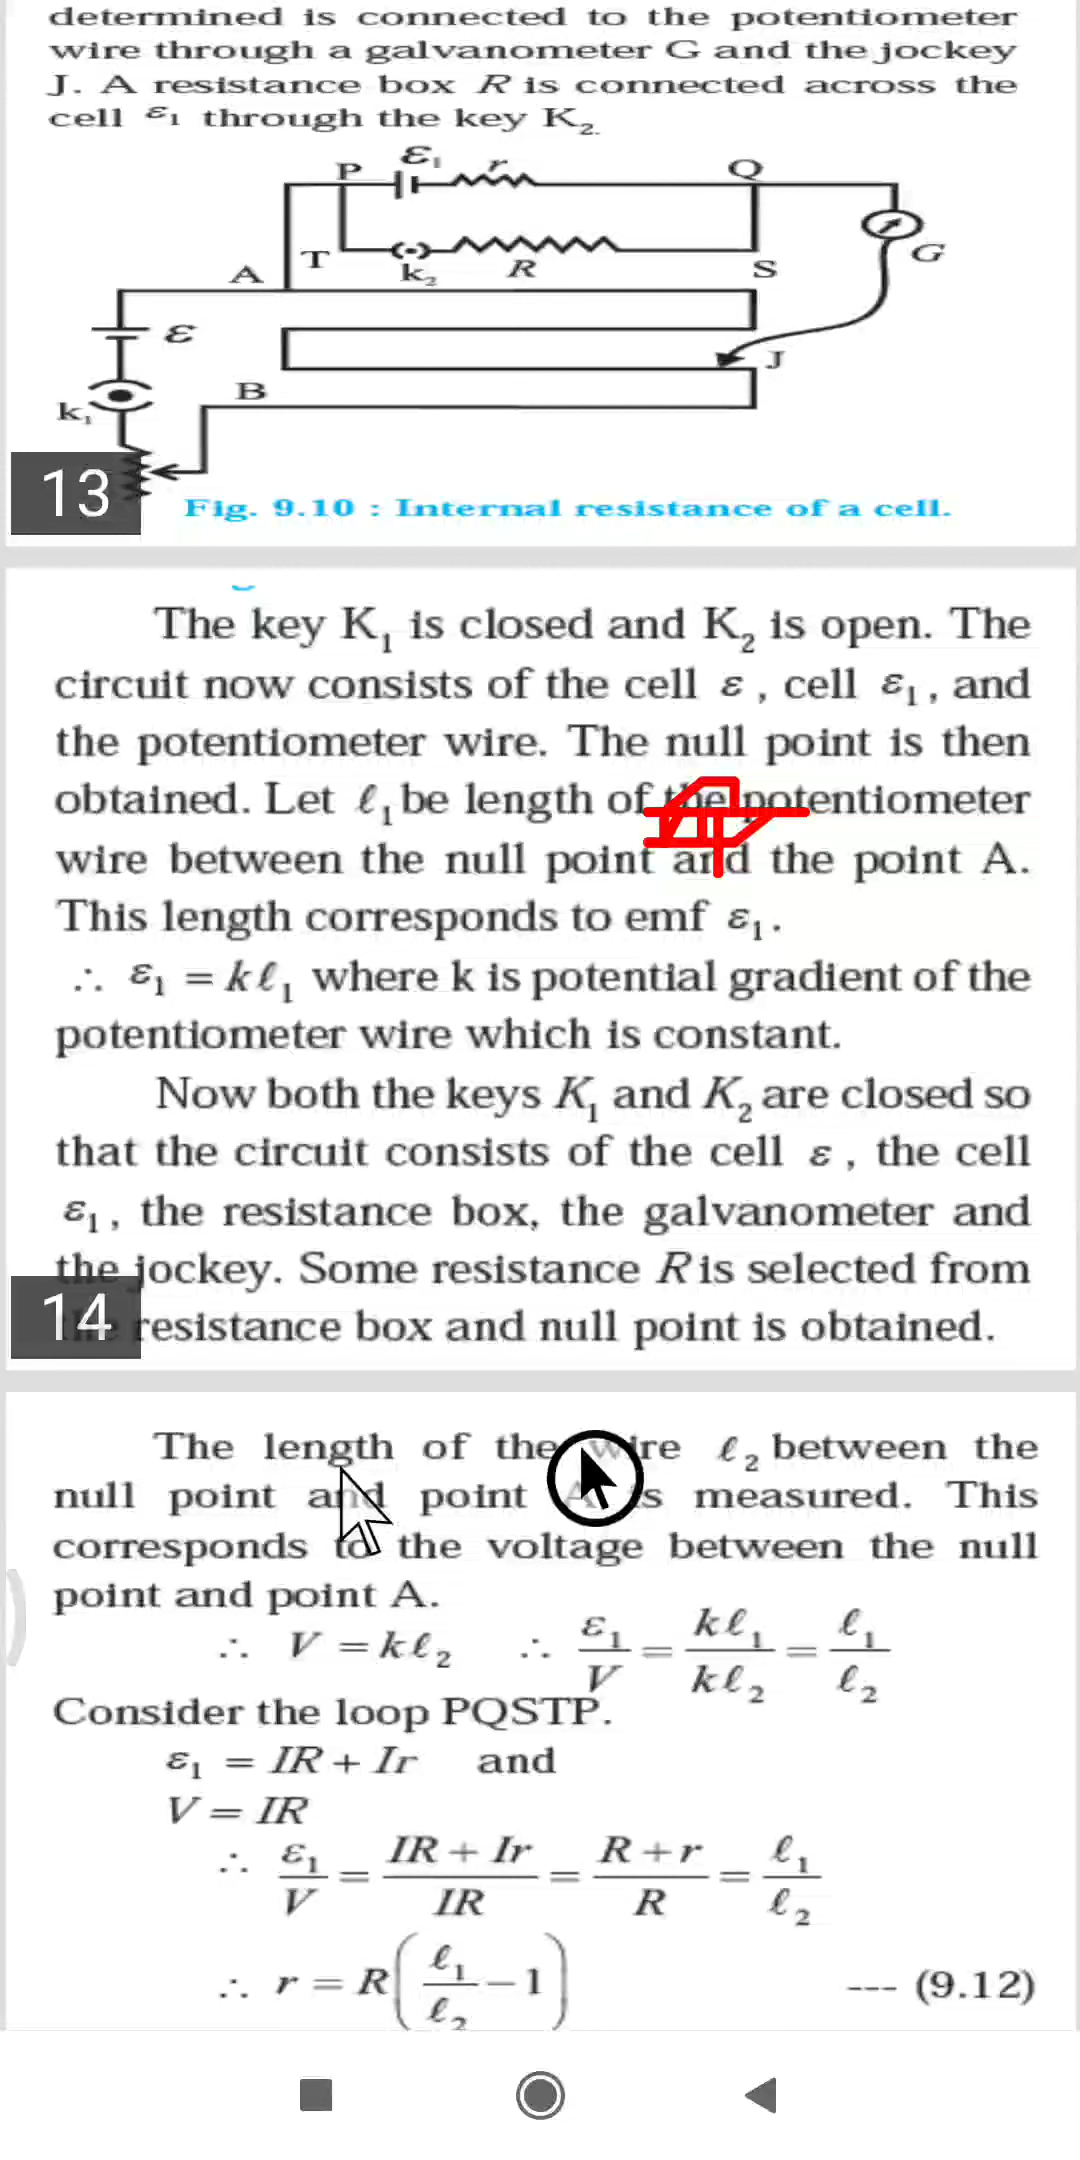 determined is connected to the potentiometer
wire through a galvanometer G and the jockey
J. A resistance box R is connected across the
cell ε₁ through the key K₂.
P ε₁ r Q
A T k₂ R S G
ε
J
B
k₁
13
Fig. 9.10 : Internal resistance of a cell.
The key K₁ is closed and K₂ is open. The
circuit now consists of the cell ε , cell ε₁ , and
the potentiometer wire. The null point is then
obtained. Let ℓ₁ be length of the potentiometer
wire between the null point and the point A.
This length corresponds to emf ε₁ .
∴ ε₁ = kℓ₁ where k is potential gradient of the
potentiometer wire which is constant.
Now both the keys K₁ and K₂ are closed so
that the circuit consists of the cell ε , the cell
ε₁ , the resistance box, the galvanometer and
the jockey. Some resistance R is selected from
14 the resistance box and null point is obtained.
The length of the wire ℓ₂ between the
null point and point A is measured. This
corresponds to the voltage between the null
point and point A.
∴ V = kℓ₂ ∴ ε₁/V = kℓ₁/kℓ₂ = ℓ₁/ℓ₂
Consider the loop PQSTP.
ε₁ = IR + Ir and
V = IR
∴ ε₁/V = IR + Ir/IR = R + r/R = ℓ₁/ℓ₂
∴ r = R(ℓ₁/ℓ₂ − 1) --- (9.12)